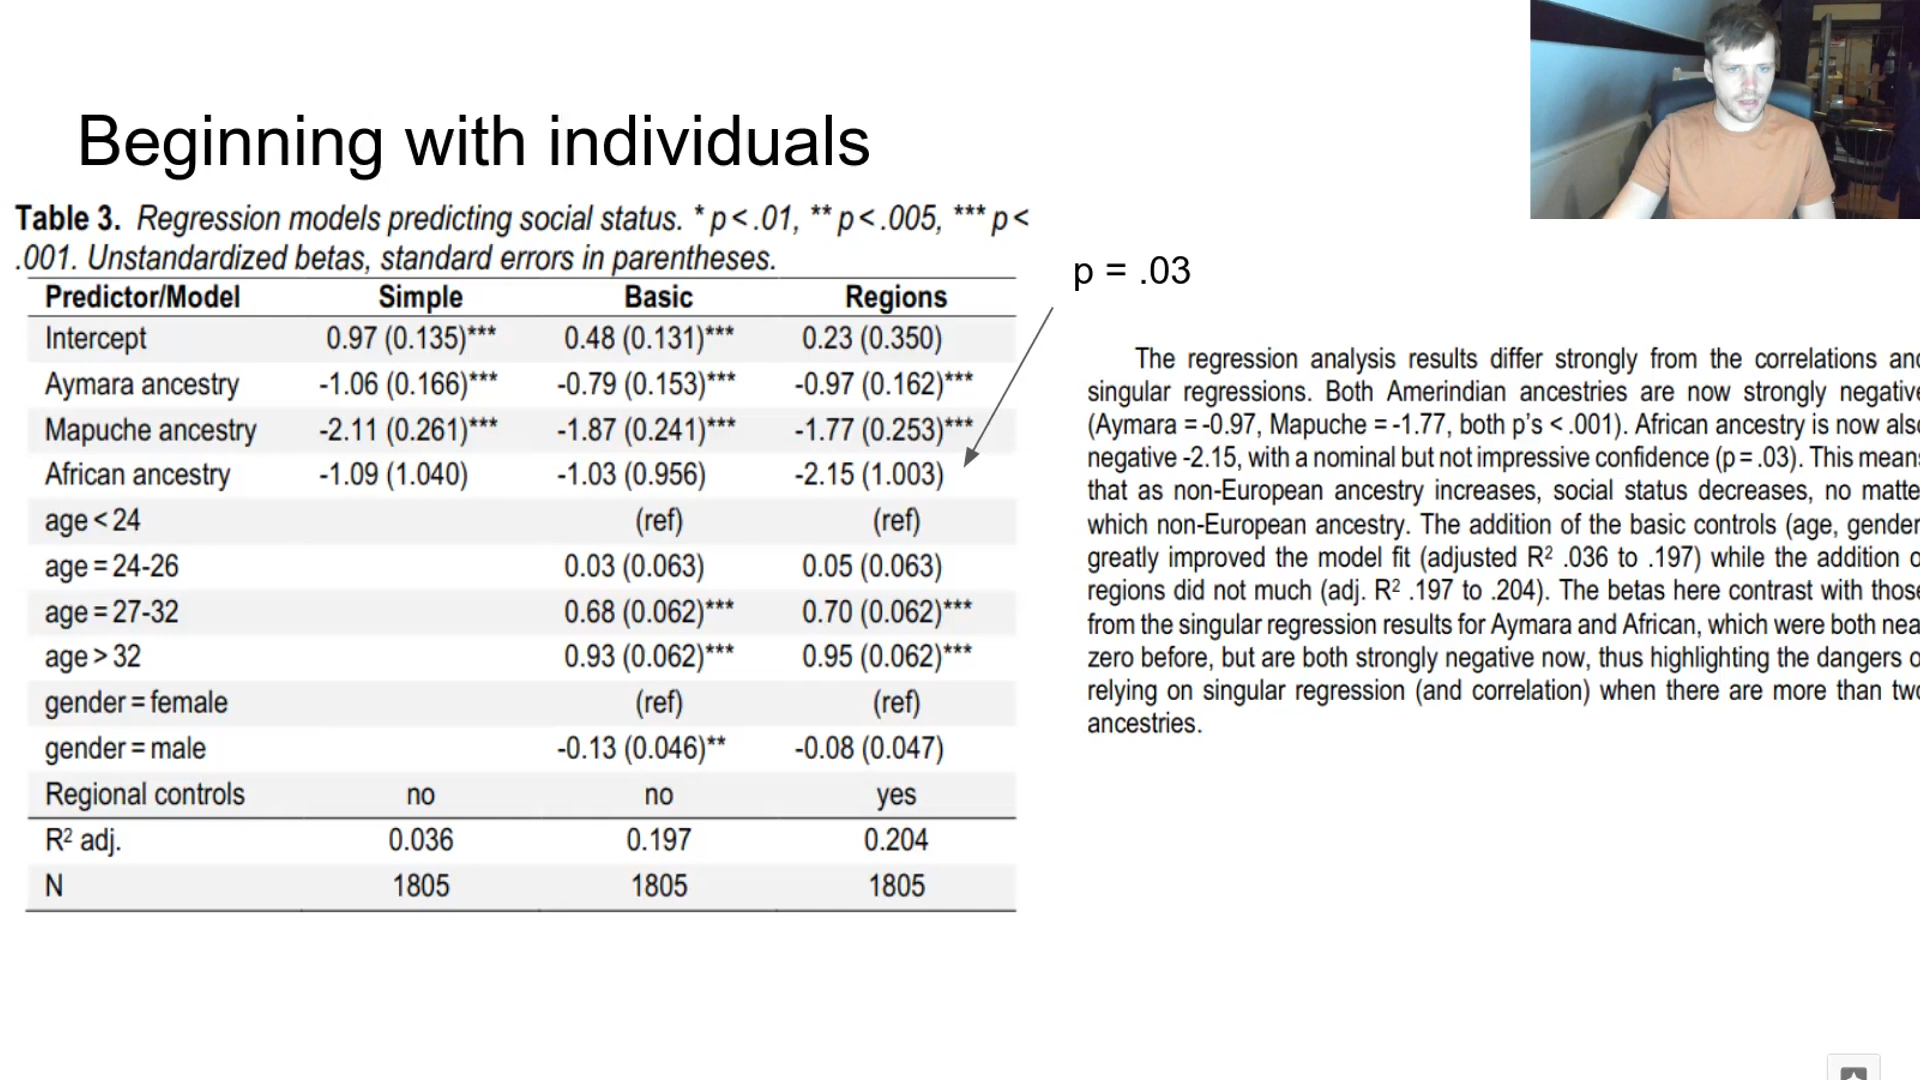 Beginning with individuals
Table 3. Regression models predicting social status. * p < .01, ** p < .005, *** p <
.001. Unstandardized betas, standard errors in parentheses.
Predictor/Model Simple Basic Regions
Intercept 0.97 (0.135)*** 0.48 (0.131)*** 0.23 (0.350)
Aymara ancestry -1.06 (0.166)*** -0.79 (0.153)*** -0.97 (0.162)***
Mapuche ancestry -2.11 (0.261)*** -1.87 (0.241)*** -1.77 (0.253)***
African ancestry -1.09 (1.040) -1.03 (0.956) -2.15 (1.003)
age < 24 (ref) (ref)
age = 24-26 0.03 (0.063) 0.05 (0.063)
age = 27-32 0.68 (0.062)*** 0.70 (0.062)***
age > 32 0.93 (0.062)*** 0.95 (0.062)***
gender = female (ref) (ref)
gender = male -0.13 (0.046)** -0.08 (0.047)
Regional controls no no yes
R² adj. 0.036 0.197 0.204
N 1805 1805 1805
p = .03
The regression analysis results differ strongly from the correlations and
singular regressions. Both Amerindian ancestries are now strongly negative
(Aymara = -0.97, Mapuche = -1.77, both p's < .001). African ancestry is now also
negative -2.15, with a nominal but not impressive confidence (p = .03). This means
that as non-European ancestry increases, social status decreases, no matte
which non-European ancestry. The addition of the basic controls (age, gender
greatly improved the model fit (adjusted R² .036 to .197) while the addition o
regions did not much (adj. R² .197 to .204). The betas here contrast with those
from the singular regression results for Aymara and African, which were both nea
zero before, but are both strongly negative now, thus highlighting the dangers o
relying on singular regression (and correlation) when there are more than two
ancestries.